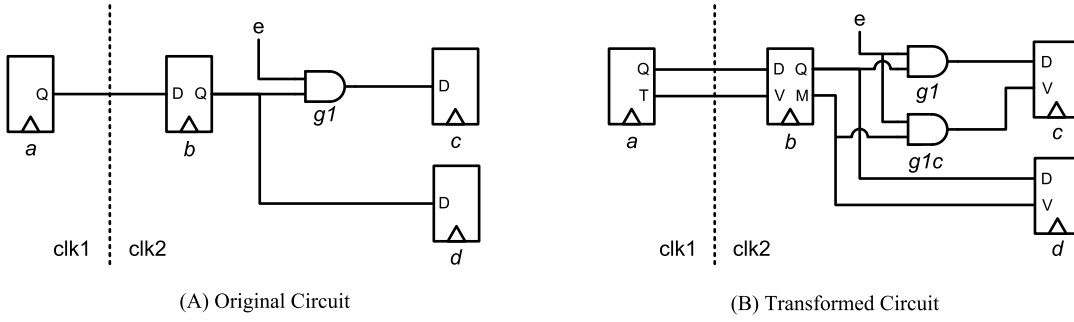 e
Q
a
D Q
b
g1
D
c
D
d
clk1
clk2
(A) Original Circuit
e
Q
T
a
D Q
V M
b
g1
g1c
D
V
c
D
V
d
clk1
clk2
(B) Transformed Circuit